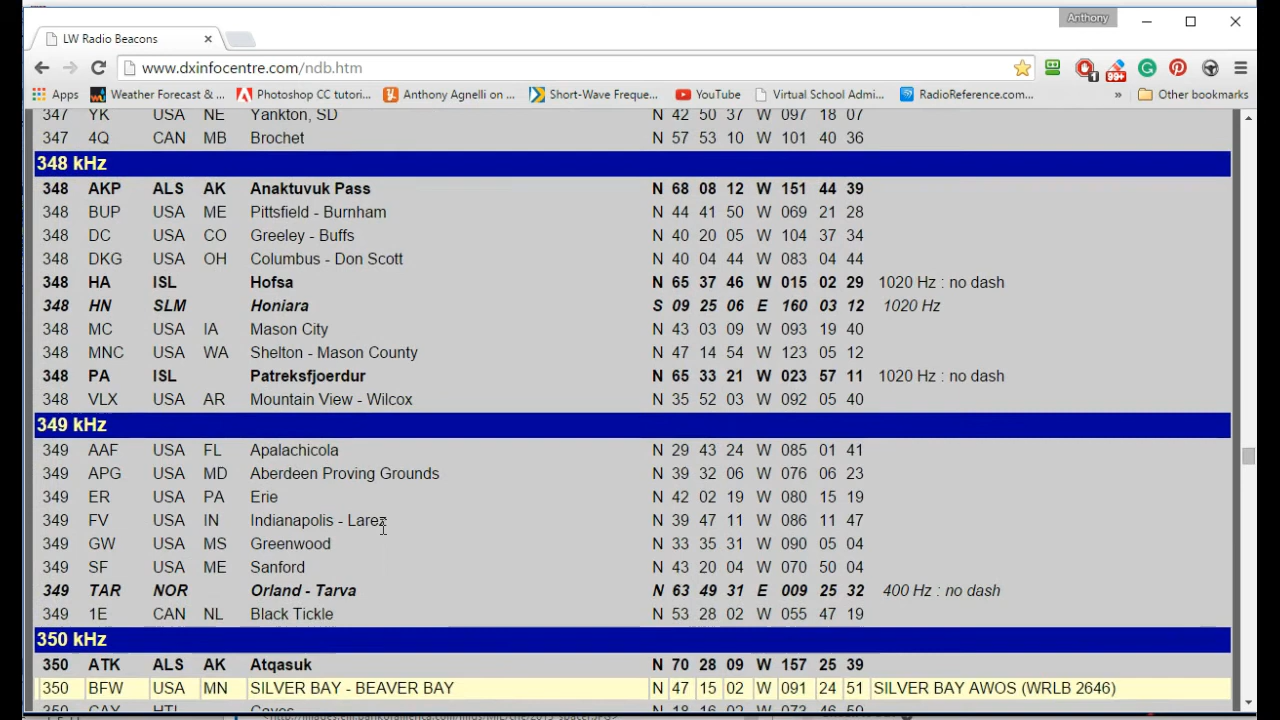 Anthony
LW Radio Beacons
www.dxinfocentre.com/ndb.htm
1 99+
Apps Weather Forecast & ... Photoshop CC tutori... Anthony Agnelli on ... Short-Wave Freque... YouTube Virtual School Admi... RadioReference.com... » Other bookmarks
347 YK USA NE Yankton, SD N 42 50 37 W 097 18 07
347 4Q CAN MB Brochet N 57 53 10 W 101 40 36
348 kHz
348 AKP ALS AK Anaktuvuk Pass N 68 08 12 W 151 44 39
348 BUP USA ME Pittsfield - Burnham N 44 41 50 W 069 21 28
348 DC USA CO Greeley - Buffs N 40 20 05 W 104 37 34
348 DKG USA OH Columbus - Don Scott N 40 04 44 W 083 04 44
348 HA ISL Hofsa N 65 37 46 W 015 02 29 1020 Hz : no dash
348 HN SLM Honiara S 09 25 06 E 160 03 12 1020 Hz
348 MC USA IA Mason City N 43 03 09 W 093 19 40
348 MNC USA WA Shelton - Mason County N 47 14 54 W 123 05 12
348 PA ISL Patreksfjoerdur N 65 33 21 W 023 57 11 1020 Hz : no dash
348 VLX USA AR Mountain View - Wilcox N 35 52 03 W 092 05 40
349 kHz
349 AAF USA FL Apalachicola N 29 43 24 W 085 01 41
349 APG USA MD Aberdeen Proving Grounds N 39 32 06 W 076 06 23
349 ER USA PA Erie N 42 02 19 W 080 15 19
349 FV USA IN Indianapolis - Larez N 39 47 11 W 086 11 47
349 GW USA MS Greenwood N 33 35 31 W 090 05 04
349 SF USA ME Sanford N 43 20 04 W 070 50 04
349 TAR NOR Orland - Tarva N 63 49 31 E 009 25 32 400 Hz : no dash
349 1E CAN NL Black Tickle N 53 28 02 W 055 47 19
350 kHz
350 ATK ALS AK Atqasuk N 70 28 09 W 157 25 39
350 BFW USA MN SILVER BAY - BEAVER BAY N 47 15 02 W 091 24 51 SILVER BAY AWOS (WRLB 2646)
350 CAY HTI Cayes N 18 16 02 W 073 46 59